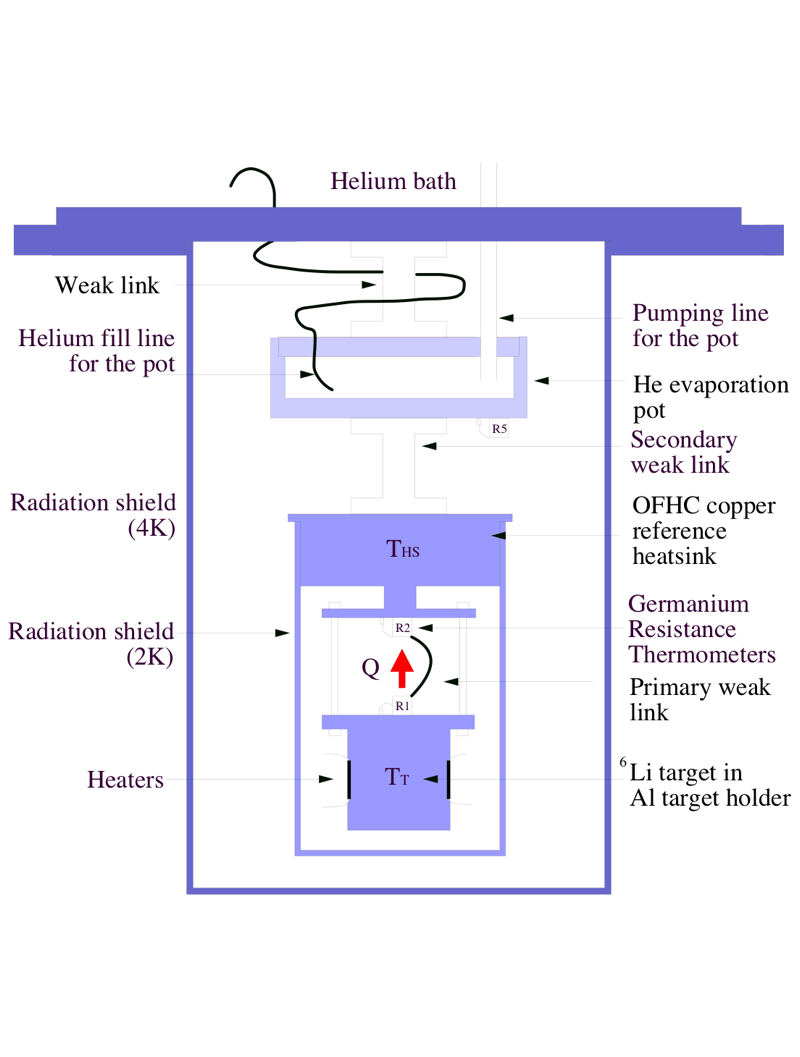 Helium bath
Weak link
Helium fill line
for the pot
Pumping line
for the pot
He evaporation
pot
R5
Secondary
weak link
Radiation shield
(4K)
OFHC copper
reference
heatsink
THS
Germanium
Resistance
Thermometers
R2
Radiation shield
(2K)
Q
Primary weak
link
R1
Heaters
TT
6Li target in
Al target holder